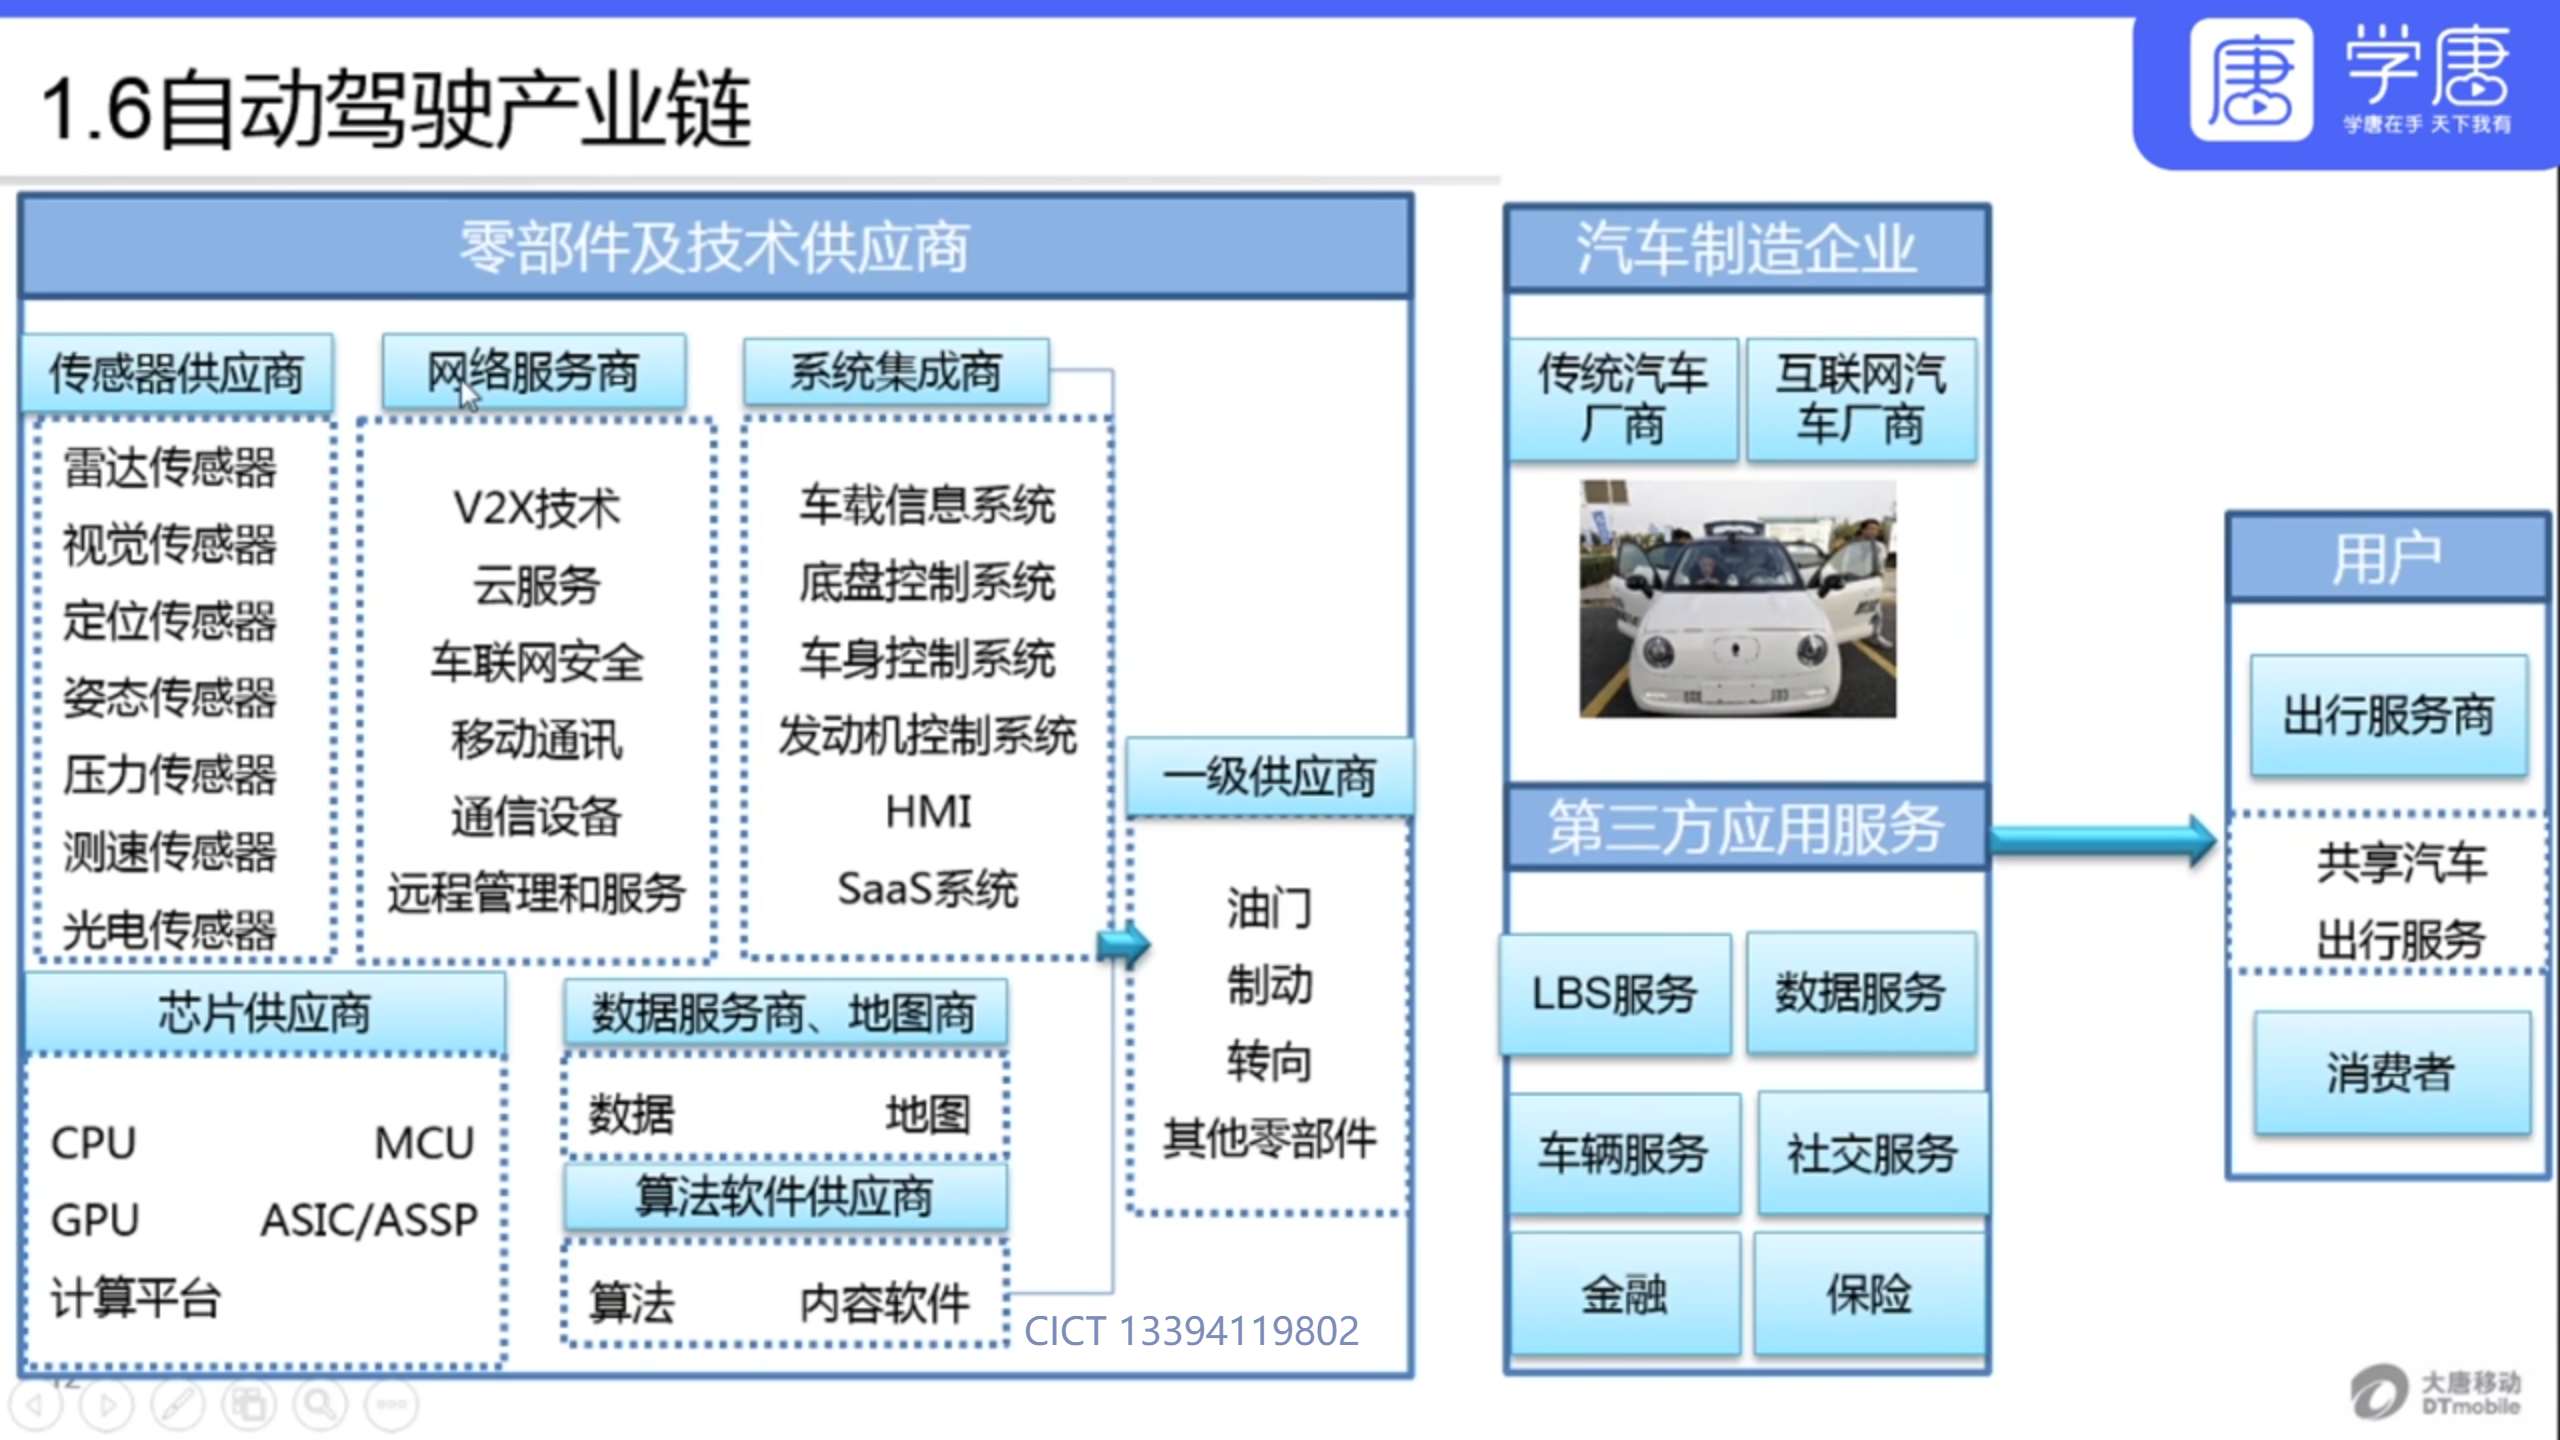 1.6自动驾驶产业链
学唐
学唐在手 天下我有
零部件及技术供应商
传感器供应商
雷达传感器
视觉传感器
定位传感器
姿态传感器
压力传感器
测速传感器
光电传感器
网络服务商
V2X技术
云服务
车联网安全
移动通讯
通信设备
远程管理和服务
系统集成商
车载信息系统
底盘控制系统
车身控制系统
发动机控制系统
HMI
SaaS系统
芯片供应商
CPU MCU
GPU ASIC/ASSP
计算平台
数据服务商、地图商
数据 地图
算法软件供应商
算法 内容软件
一级供应商
油门
制动
转向
其他零部件
CICT 13394119802
汽车制造企业
传统汽车
厂商
互联网汽
车厂商
第三方应用服务
LBS服务 数据服务
车辆服务 社交服务
金融 保险
用户
出行服务商
共享汽车
出行服务
消费者
大唐移动
DTmobile